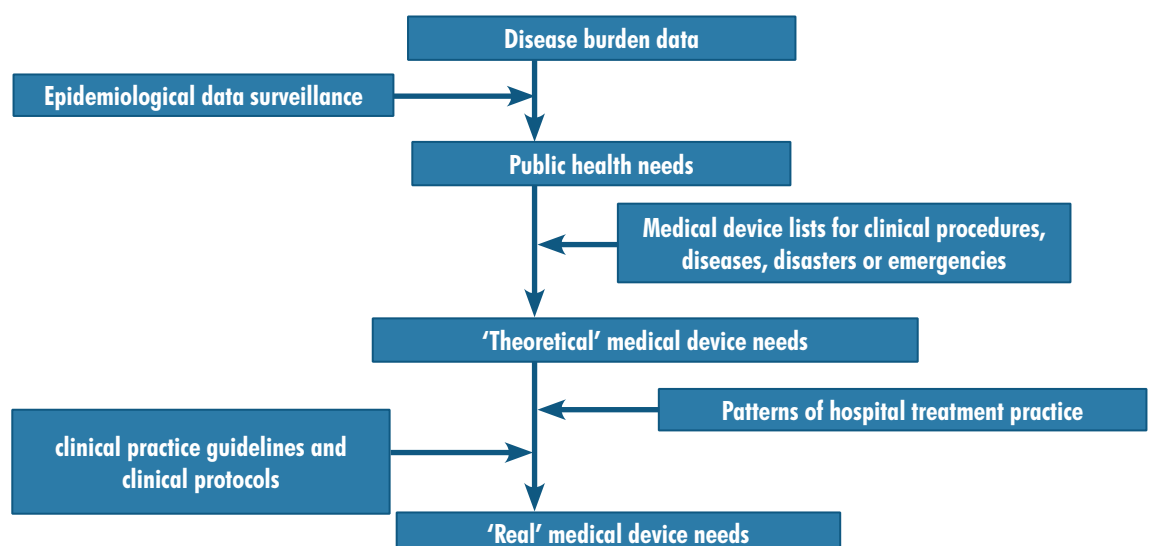 Disease burden data
Epidemiological data surveillance
Public health needs
Medical device lists for clinical procedures,
diseases, disasters or emergencies
‘Theoretical’ medical device needs
Patterns of hospital treatment practice
clinical practice guidelines and
clinical protocols
‘Real’ medical device needs